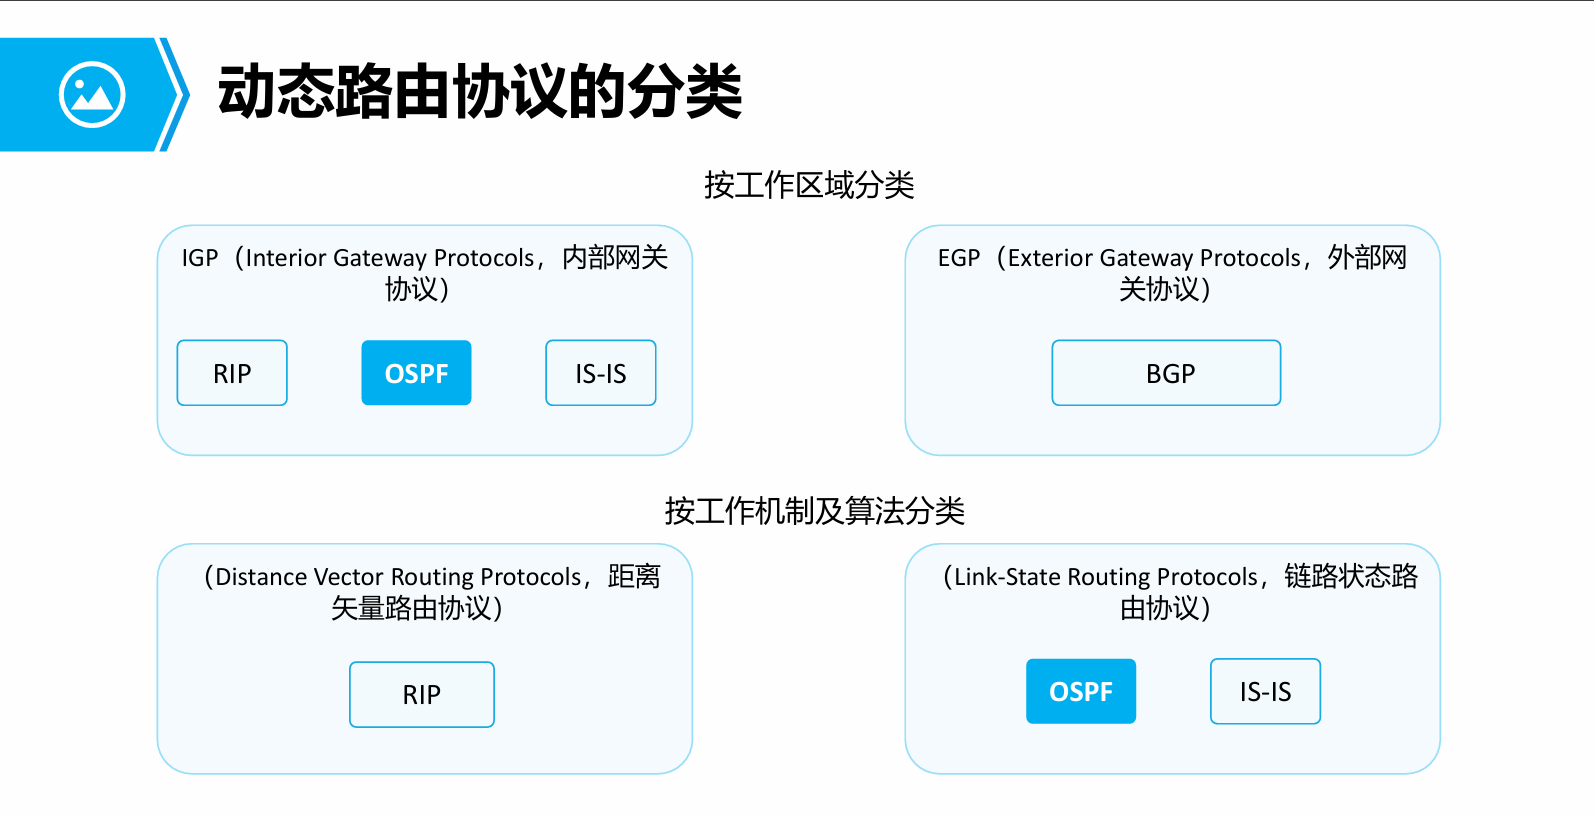 动态路由协议的分类
按工作区域分类
IGP（Interior Gateway Protocols，内部网关
协议）
RIP
OSPF
IS-IS
EGP（Exterior Gateway Protocols，外部网
关协议）
BGP
按工作机制及算法分类
（Distance Vector Routing Protocols，距离
矢量路由协议）
RIP
（Link-State Routing Protocols，链路状态路
由协议）
OSPF
IS-IS